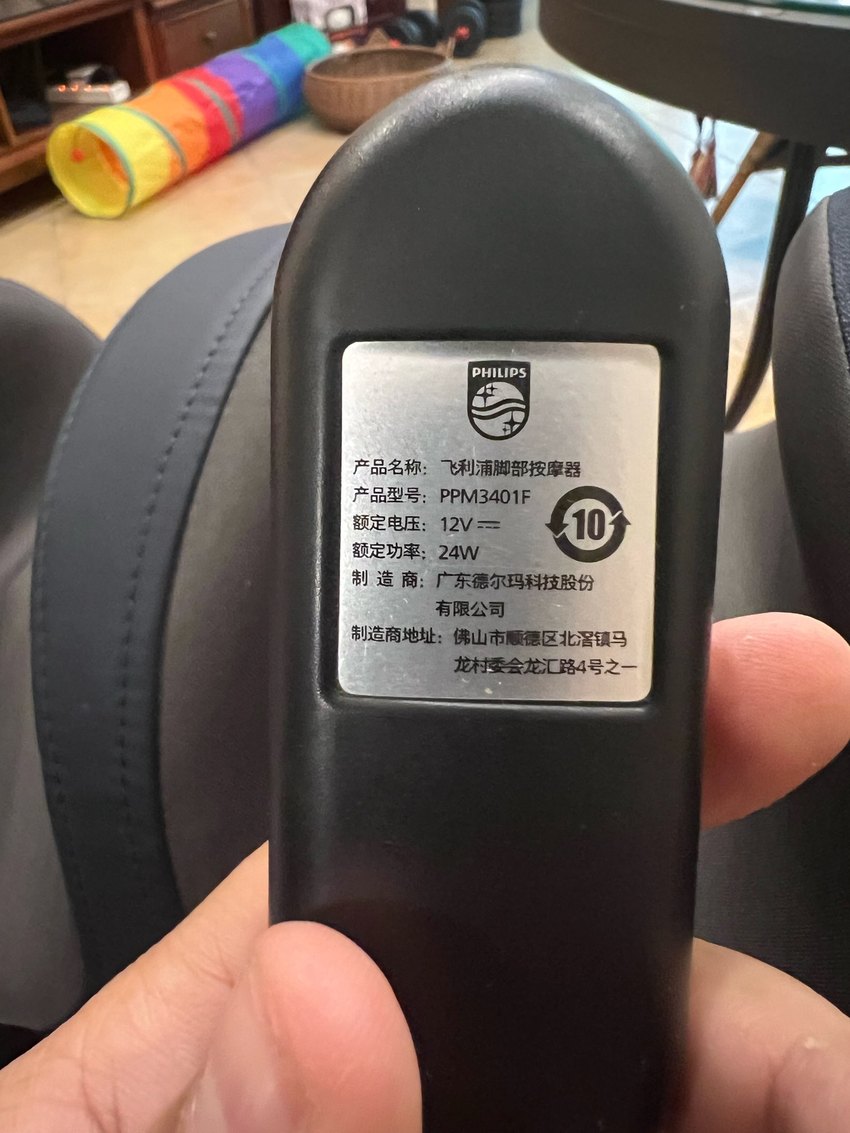 PHILIPS
产品名称：飞利浦脚部按摩器
产品型号：PPM3401F
额定电压：12V ⎓
额定功率：24W
10
制 造 商：广东德尔玛科技股份
有限公司
制造商地址：佛山市顺德区北滘镇马
龙村委会龙汇路4号之一